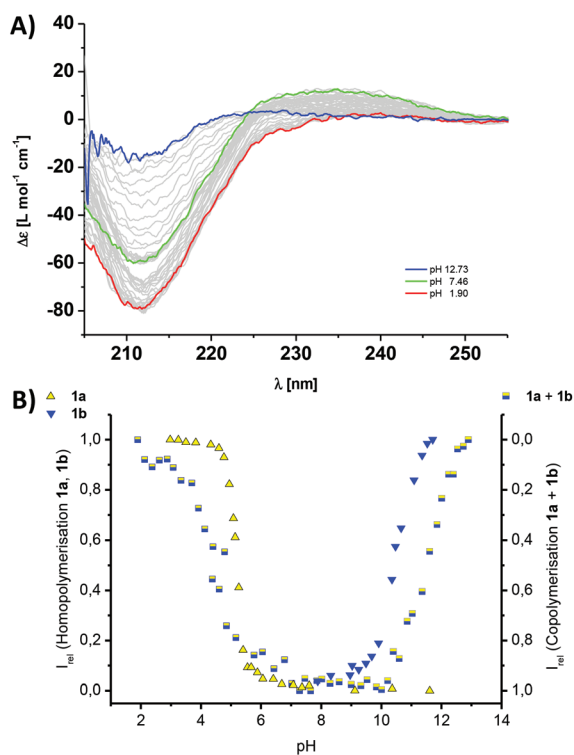 A)
40
20
0
-20
-40
-60
-80
Δε [L mol⁻¹ cm⁻¹]
pH 12.73
pH 7.46
pH 1.90
210
220
230
240
250
λ [nm]
B)
1a
1b
1a + 1b
1,0
0,8
0,6
0,4
0,2
0,0
I_rel (Homopolymerisation 1a, 1b)
0,0
0,2
0,4
0,6
0,8
1,0
I_rel (Copolymerisation 1a + 1b)
2
4
6
8
10
12
14
pH